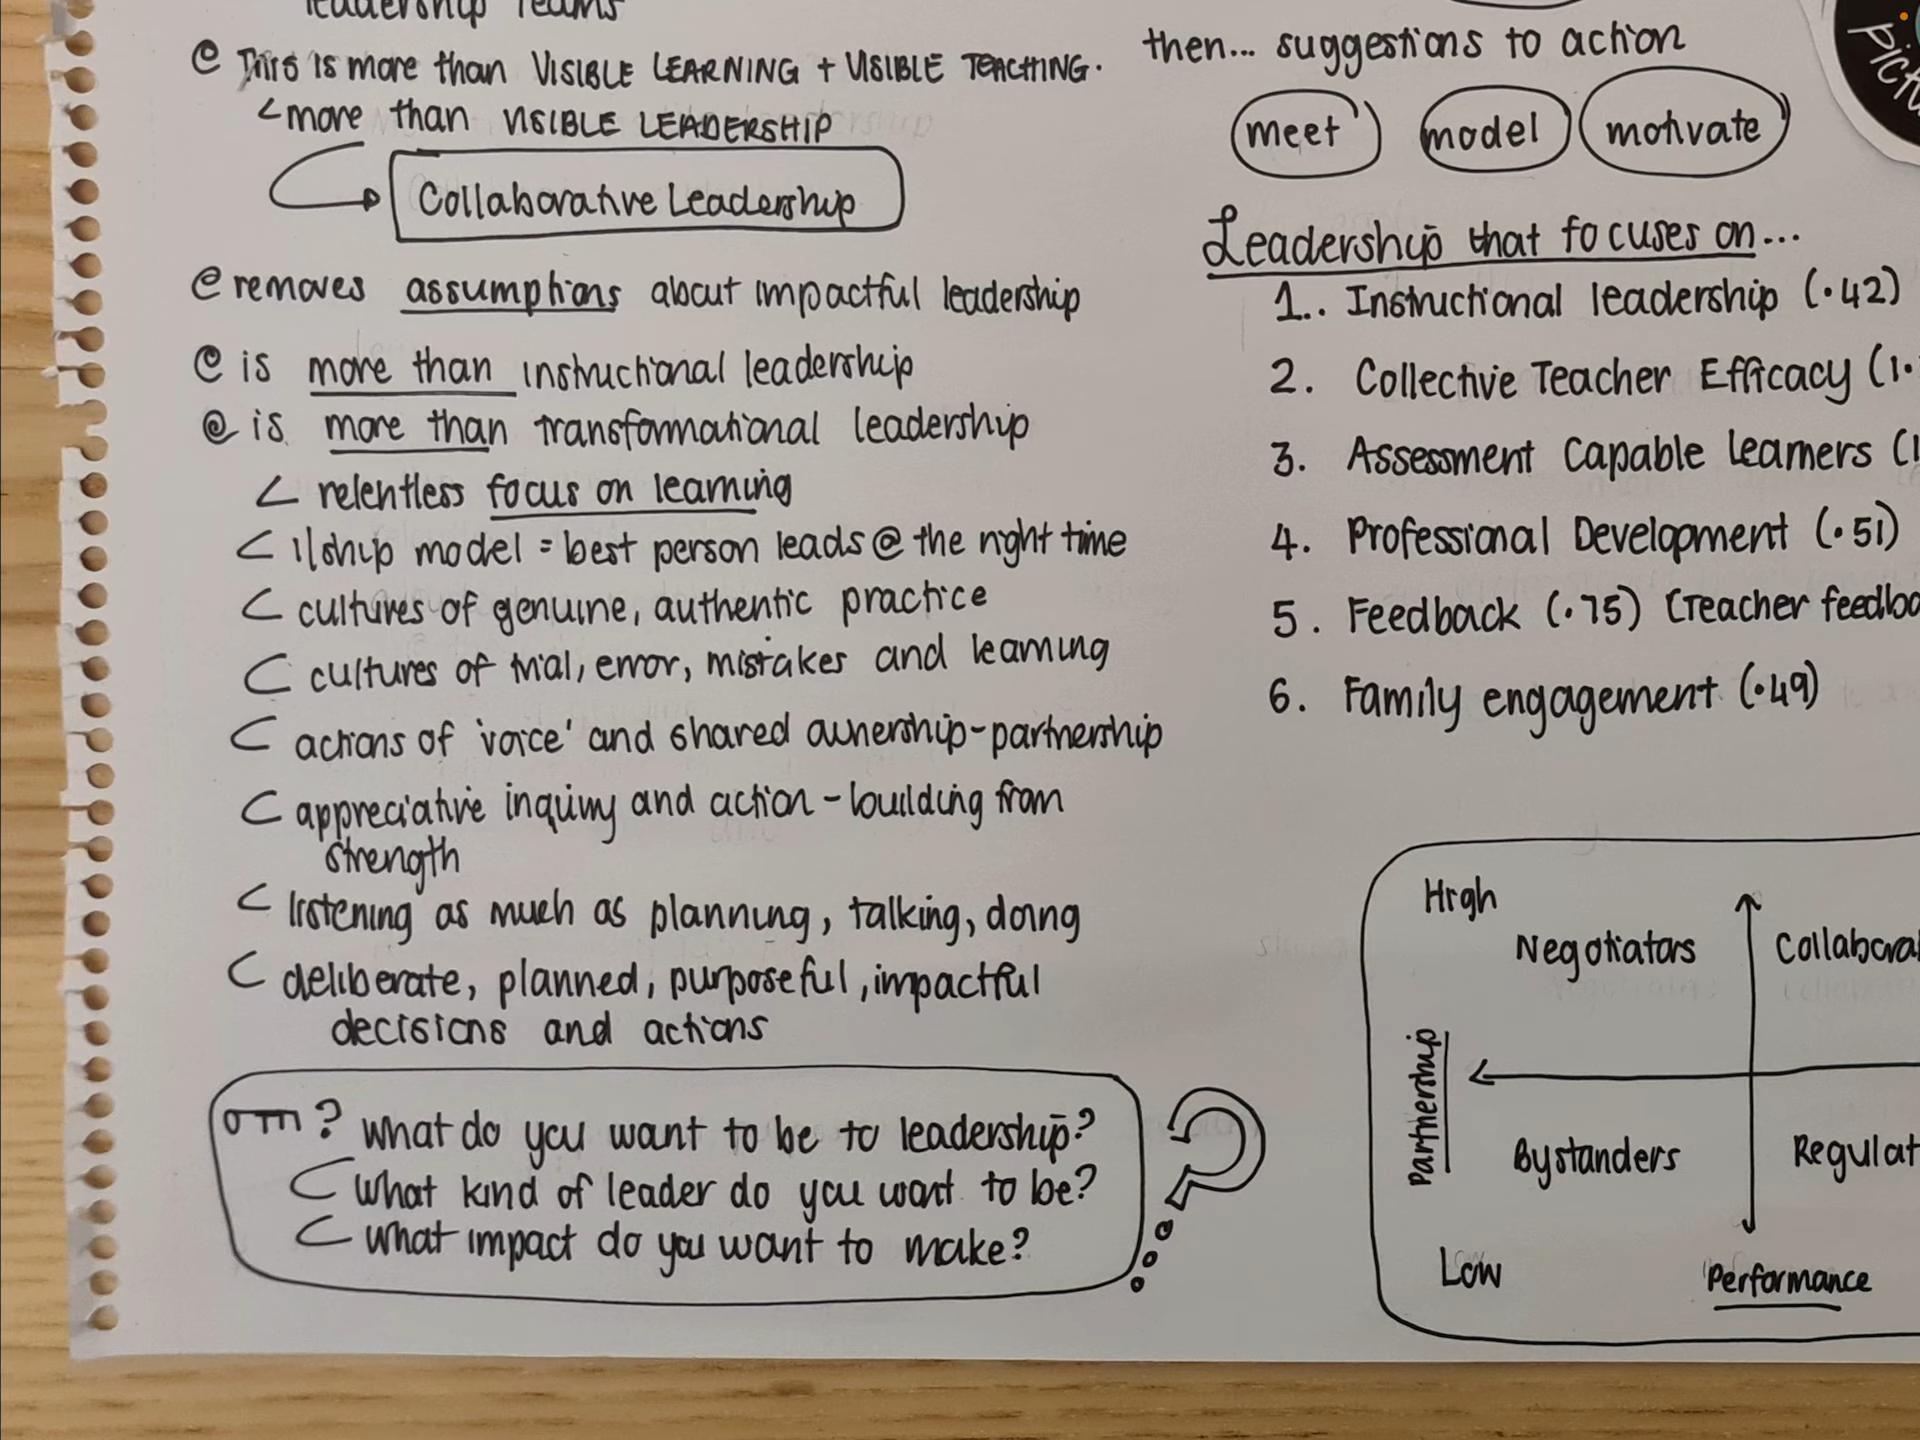 leadership Teams
@ This is more than VISIBLE LEARNING + VISIBLE TEACHING.
< more than VISIBLE LEADERSHIP
Collaborative Leadership
@ removes assumptions about impactful leadership
@ is more than instructional leadership
@ is more than transformational leadership
< relentless focus on learning
< l/ship model = best person leads @ the right time
< cultures of genuine, authentic practice
< cultures of trial, error, mistakes and learning
< actions of 'voice' and shared ownership-partnership
< appreciative inquiry and action - building from
strength
< listening as much as planning, talking, doing
< deliberate, planned, purposeful, impactful
decisions and actions
? What do you want to be to leadership?
< What kind of leader do you want to be?
< What impact do you want to make?
then... suggestions to action
meet model motivate
Leadership that focuses on...
1.. Instructional leadership (.42)
2. Collective Teacher Efficacy (1.
3. Assessment Capable Learners (1
4. Professional Development (.51)
5. Feedback (.75) (Teacher feedba
6. Family engagement (.49)
High
Negotiators Collabora
Partnership
Bystanders Regulat
Low Performance